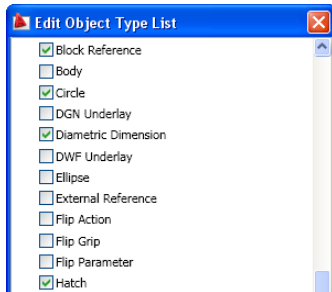 Edit Object Type List
Block Reference
Body
Circle
DGN Underlay
Diametric Dimension
DWF Underlay
Ellipse
External Reference
Flip Action
Flip Grip
Flip Parameter
Hatch